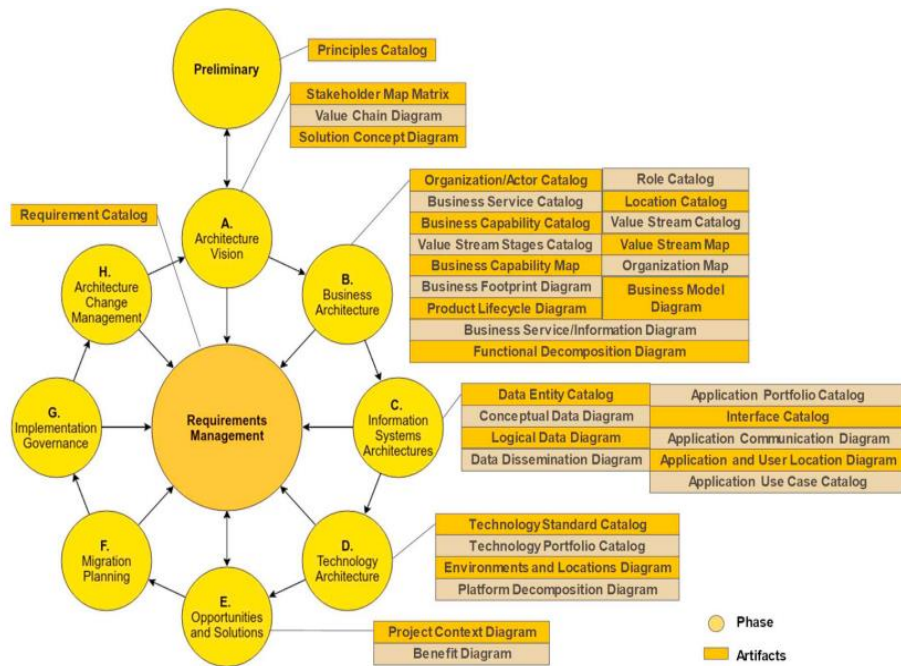 Preliminary
Principles Catalog
Stakeholder Map Matrix
Value Chain Diagram
Solution Concept Diagram
Requirement Catalog
A.
Architecture
Vision
Organization/Actor Catalog
Role Catalog
Business Service Catalog
Location Catalog
Business Capability Catalog
Value Stream Catalog
Value Stream Stages Catalog
Value Stream Map
Business Capability Map
Organization Map
Business Footprint Diagram
Business Model
Diagram
Product Lifecycle Diagram
Business Service/Information Diagram
Functional Decomposition Diagram
H.
Architecture
Change
Management
B.
Business
Architecture
Requirements
Management
G.
Implementation
Governance
C.
Information
Systems
Architectures
Data Entity Catalog
Application Portfolio Catalog
Conceptual Data Diagram
Interface Catalog
Logical Data Diagram
Application Communication Diagram
Data Dissemination Diagram
Application and User Location Diagram
Application Use Case Catalog
F.
Migration
Planning
D.
Technology
Architecture
Technology Standard Catalog
Technology Portfolio Catalog
Environments and Locations Diagram
Platform Decomposition Diagram
E.
Opportunities
and Solutions
Project Context Diagram
Benefit Diagram
Phase
Artifacts